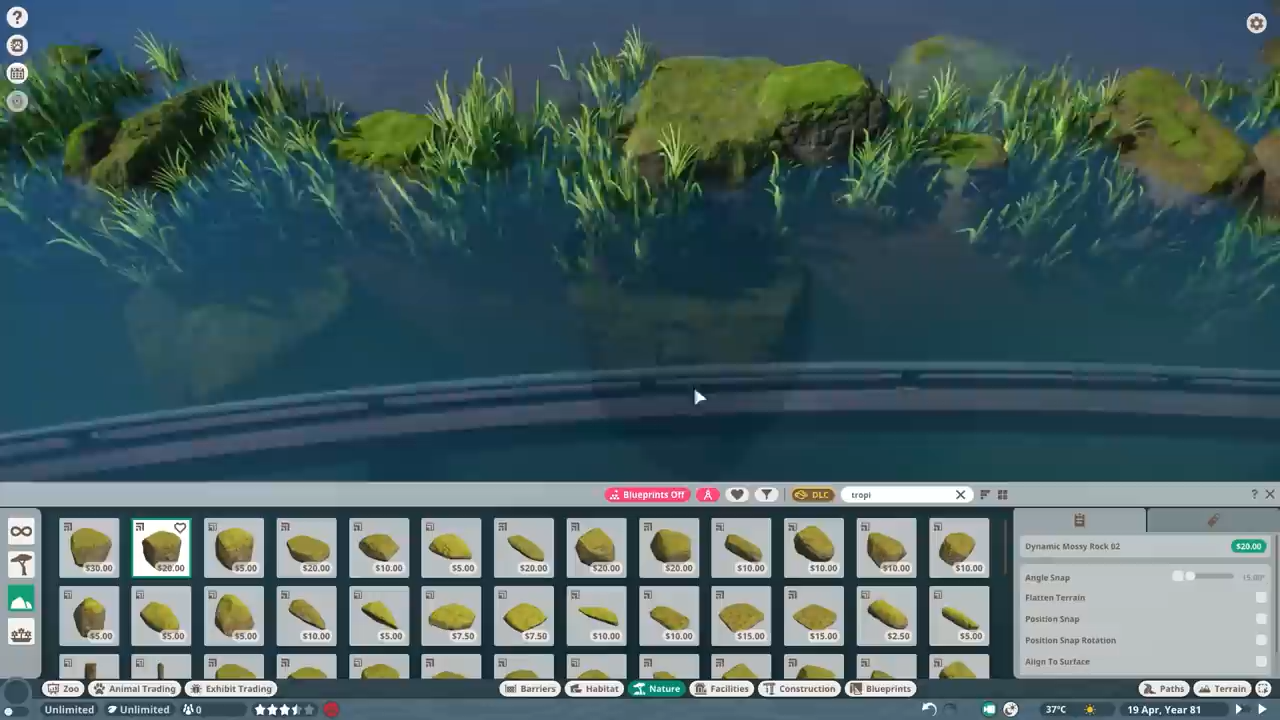 Blueprints Off
DLC
tropi
$30.00 $20.00 $5.00 $20.00 $10.00 $5.00 $20.00 $20.00 $20.00 $10.00 $10.00 $10.00 $10.00
$5.00 $5.00 $5.00 $10.00 $5.00 $7.50 $7.50 $10.00 $10.00 $15.00 $15.00 $2.50 $5.00
Dynamic Mossy Rock 02 $20.00
Angle Snap 15.00°
Flatten Terrain
Position Snap
Position Snap Rotation
Align To Surface
Zoo Animal Trading Exhibit Trading Barriers Habitat Nature Facilities Construction Blueprints Paths Terrain
Unlimited Unlimited 0 37°C 19 Apr, Year 81